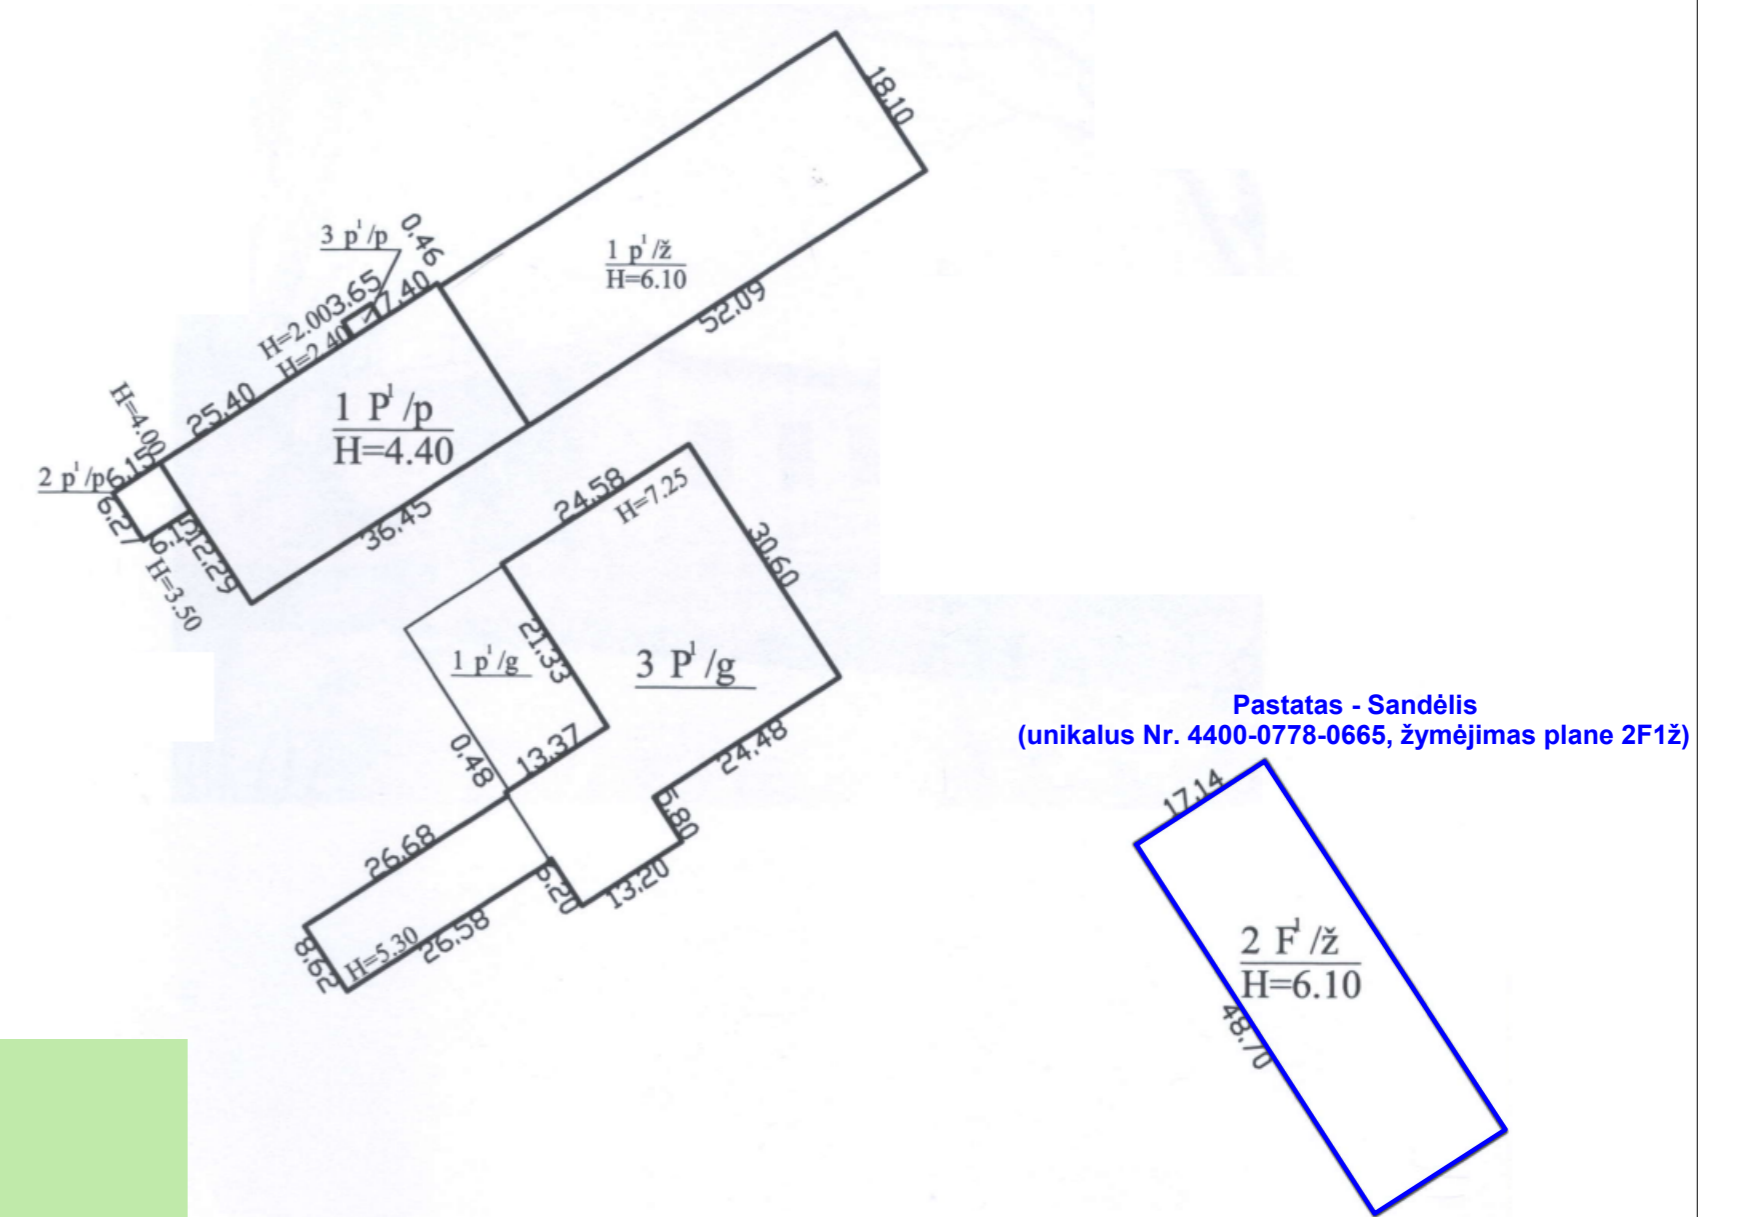 18.10
3 p¹/p
0.46
1 p¹/ž
H=6.10
3.65
17.40
H=2.00
H=2.40
52.09
25.40
H=4.00
1 P¹/p
H=4.40
2 p¹/p
6.15
6.27
6.15
12.29
H=3.50
36.45
24.58
H=7.25
30.60
21.33
1 p¹/g
3 P¹/g
0.48
13.37
24.48
5.80
26.68
13.20
5.20
26.58
H=5.30
8.62
Pastatas - Sandėlis
(unikalus Nr. 4400-0778-0665, žymėjimas plane 2F1ž)
17.14
2 F¹/ž
H=6.10
48.70